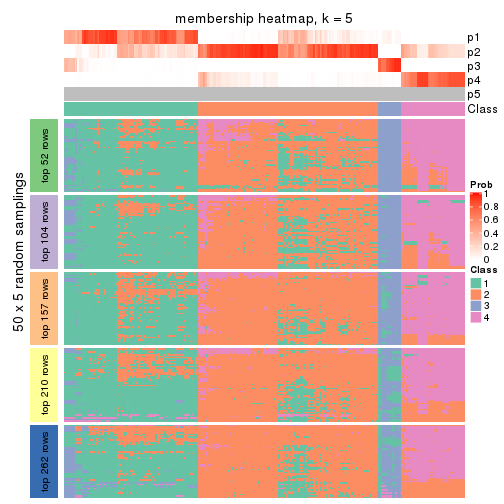 membership heatmap, k = 5
p1
p2
p3
p4
p5
Class
50 x 5 random samplings
top 52 rows
top 104 rows
top 157 rows
top 210 rows
top 262 rows
Prob
1
0.8
0.6
0.4
0.2
0
Class
1
2
3
4